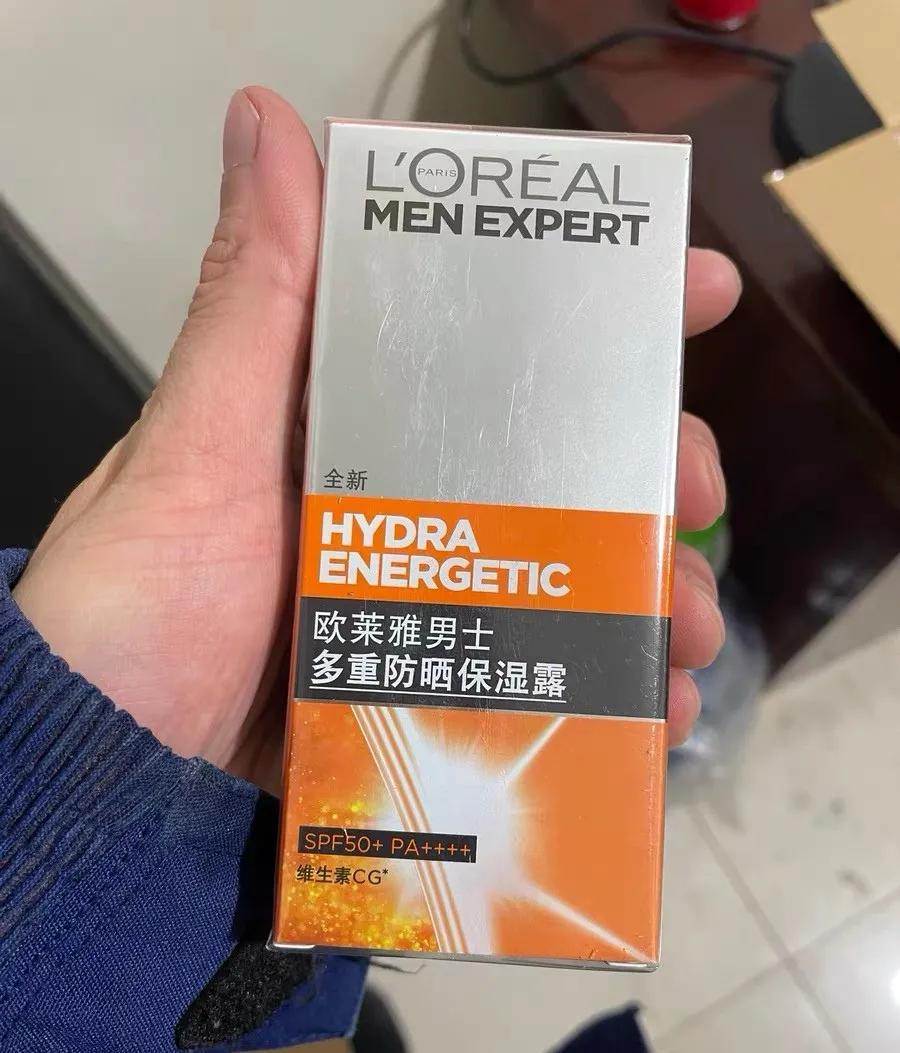 L'ORÉAL
PARIS
MEN EXPERT
全新
HYDRA
ENERGETIC
欧莱雅男士
多重防晒保湿露
SPF50+ PA++++
维生素CG*